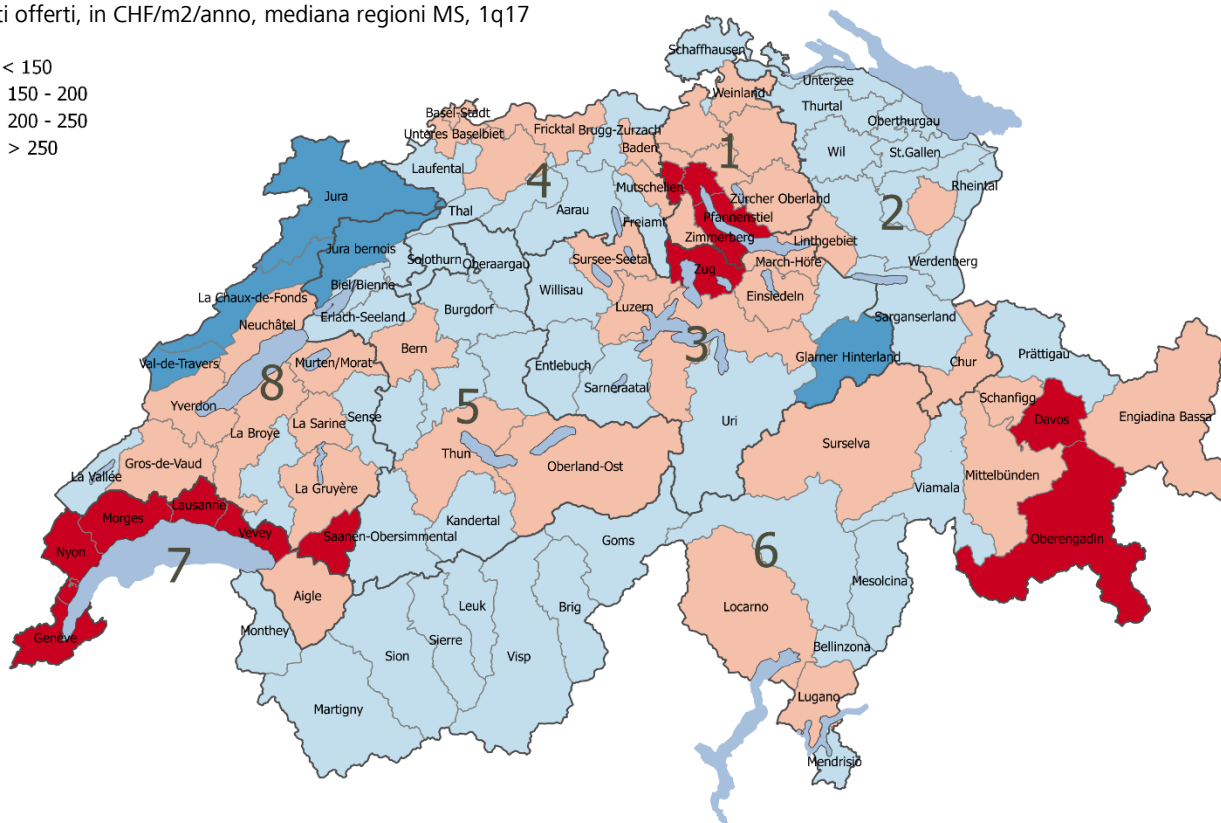 ti offerti, in CHF/m2/anno, mediana regioni MS, 1q17
< 150
150 - 200
200 - 250
> 250
Schaffhausen
Weinland
Untersee
Thurtal
Oberthurgau
Basel-Stadt
Unteres Baselbiet
Fricktal
Brugg-Zurzach
Baden
1
Wil
St.Gallen
Laufental
4
Mutschellen
Zürcher Oberland
Rheintal
Jura
Thal
Aarau
Freiamt
Pfannenstiel
2
Jura bernois
Zimmerberg
Linthgebiet
Solothurn
Oberaargau
Sursee-Seetal
Zug
March-Höfe
Werdenberg
Biel/Bienne
Willisau
Einsiedeln
La Chaux-de-Fonds
Erlach-Seeland
Burgdorf
Luzern
Sarganserland
Neuchâtel
Bern
3
Val-de-Travers
Murten/Morat
Entlebuch
Glarner Hinterland
Chur
Prättigau
8
Sarneraatal
Yverdon
Sense
5
Schanfigg
La Broye
La Sarine
Uri
Davos
Engiadina Bassa
Thun
Oberland-Ost
Surselva
Gros-de-Vaud
La Vallée
La Gruyère
Viamala
Mittelbünden
Lausanne
Morges
Vevey
Kandertal
Saanen-Obersimmental
Goms
Oberengadin
Nyon
7
6
Mesolcina
Aigle
Leuk
Brig
Locarno
Genève
Monthey
Sierre
Bellinzona
Sion
Visp
Lugano
Martigny
Mendrisio